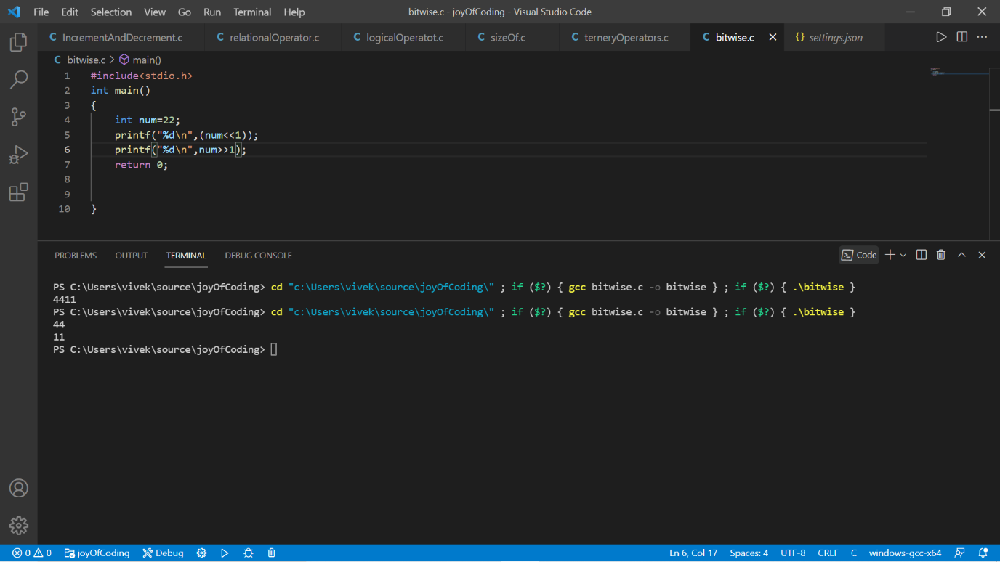 File Edit Selection View Go Run Terminal Help bitwise.c - joyOfCoding - Visual Studio Code
C IncrementAndDecrement.c C relationalOperator.c C logicalOperatot.c C sizeOf.c C terneryOperators.c C bitwise.c {} settings.json
C bitwise.c > main()
1 #include<stdio.h>
2 int main()
3 {
4 int num=22;
5 printf("%d\n",(num<<1));
6 printf("%d\n",num>>1);
7 return 0;
8
9
10 }
PROBLEMS OUTPUT TERMINAL DEBUG CONSOLE Code
PS C:\Users\vivek\source\joyOfCoding> cd "c:\Users\vivek\source\joyOfCoding\" ; if ($?) { gcc bitwise.c -o bitwise } ; if ($?) { .\bitwise }
4411
PS C:\Users\vivek\source\joyOfCoding> cd "c:\Users\vivek\source\joyOfCoding\" ; if ($?) { gcc bitwise.c -o bitwise } ; if ($?) { .\bitwise }
44
11
PS C:\Users\vivek\source\joyOfCoding>
0 0 joyOfCoding Debug Ln 6, Col 17 Spaces: 4 UTF-8 CRLF C windows-gcc-x64